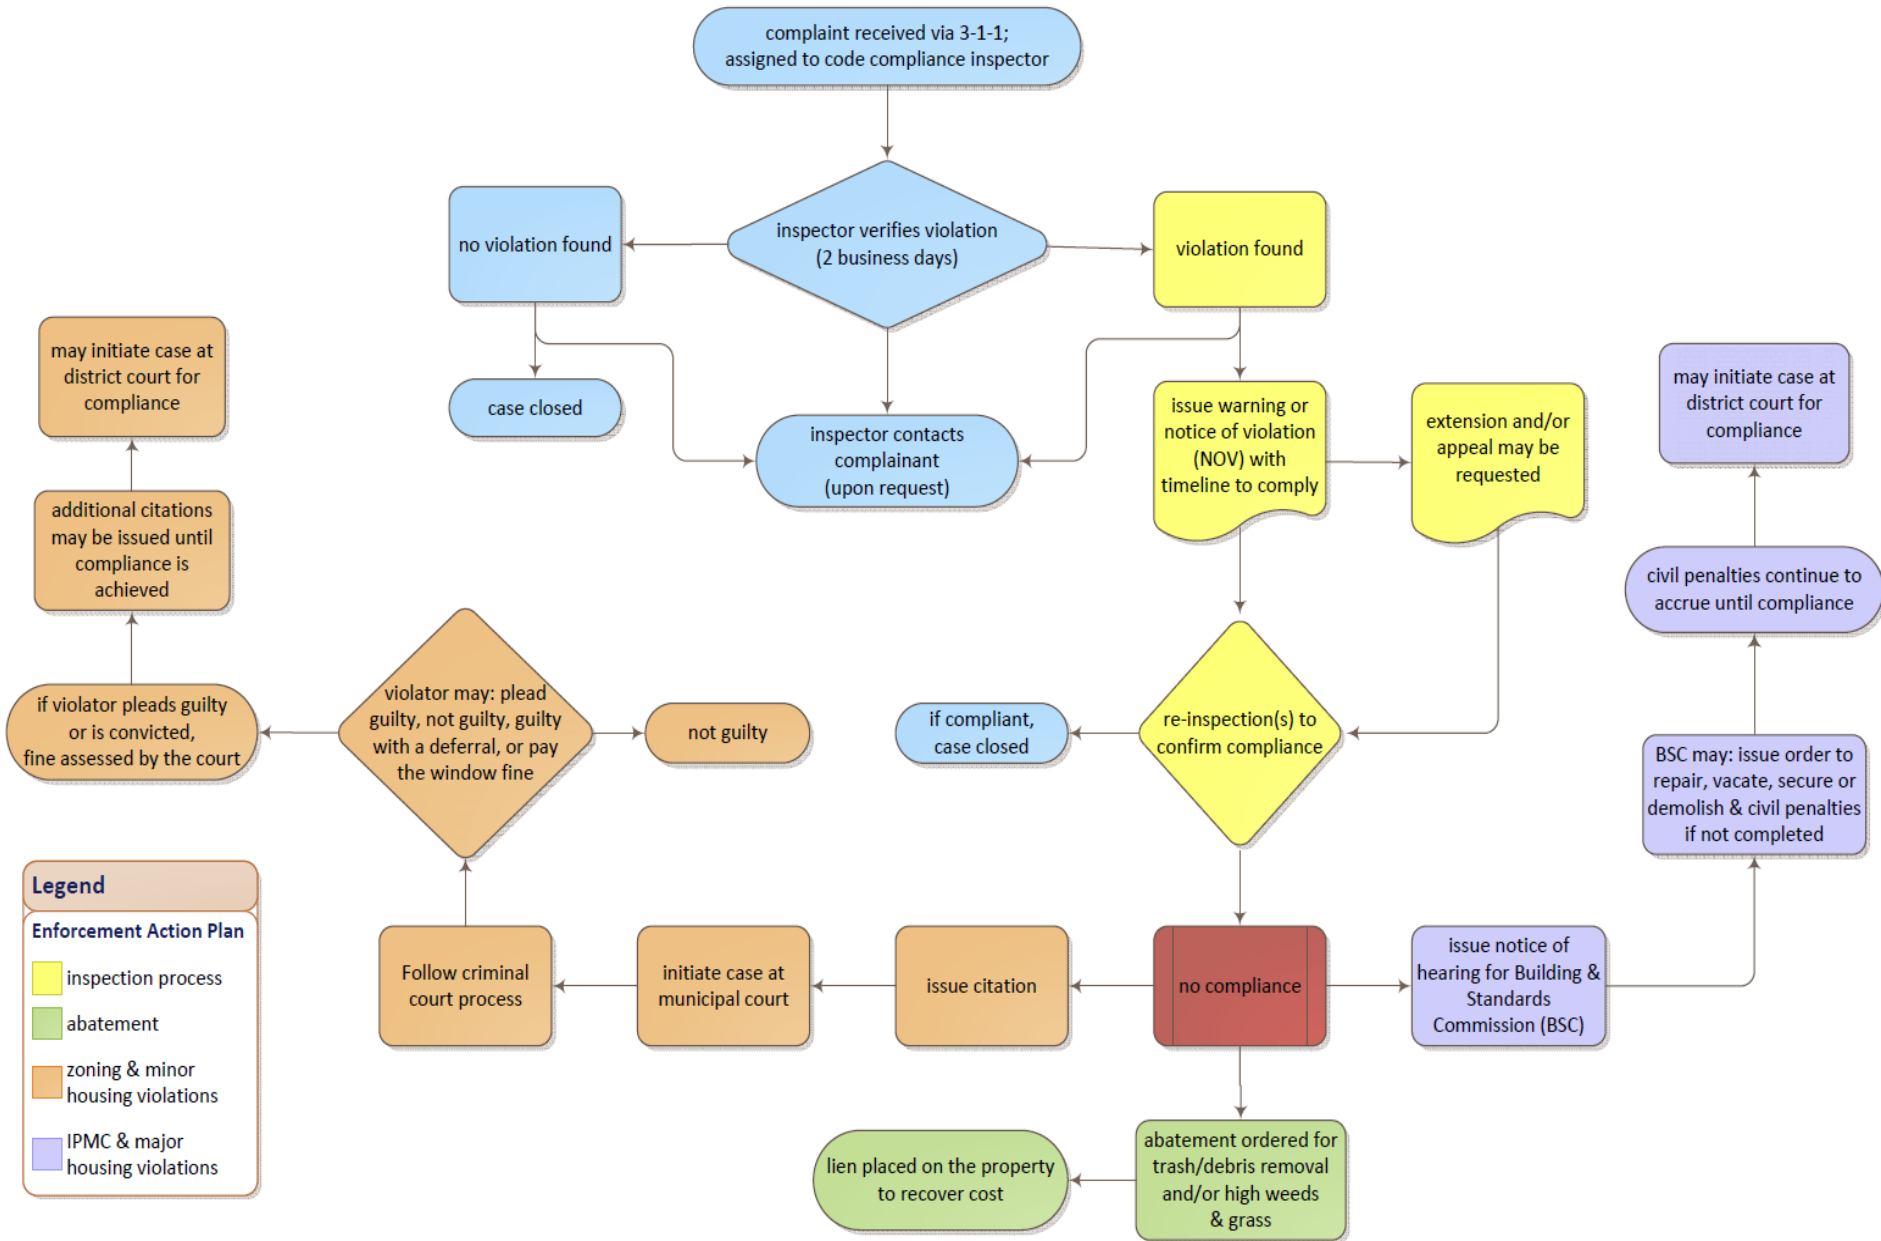 complaint received via 3-1-1;
assigned to code compliance inspector
no violation found
inspector verifies violation
(2 business days)
violation found
may initiate case at
district court for
compliance
case closed
inspector contacts
complainant
(upon request)
issue warning or
notice of violation
(NOV) with
timeline to comply
extension and/or
appeal may be
requested
may initiate case at
district court for
compliance
additional citations
may be issued until
compliance is
achieved
civil penalties continue to
accrue until compliance
if violator pleads guilty
or is convicted,
fine assessed by the court
violator may: plead
guilty, not guilty, guilty
with a deferral, or pay
the window fine
not guilty
if compliant,
case closed
re-inspection(s) to
confirm compliance
BSC may: issue order to
repair, vacate, secure or
demolish & civil penalties
if not completed
Legend
Enforcement Action Plan
inspection process
abatement
zoning & minor
housing violations
IPMC & major
housing violations
Follow criminal
court process
initiate case at
municipal court
issue citation
no compliance
issue notice of
hearing for Building &
Standards
Commission (BSC)
lien placed on the property
to recover cost
abatement ordered for
trash/debris removal
and/or high weeds
& grass